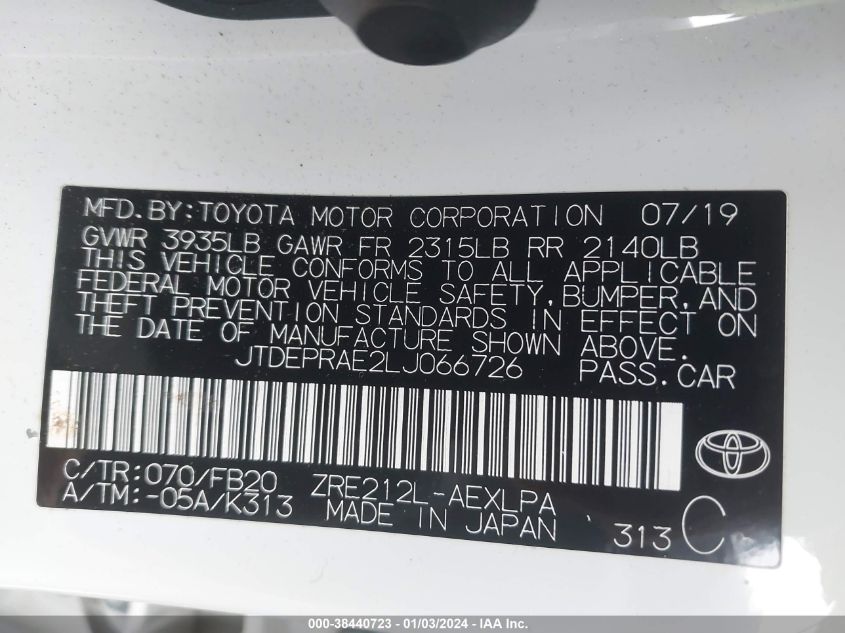 MFD.BY:TOYOTA MOTOR CORPORATION 07/19
GVWR 3935LB GAWR FR 2315LB RR 2140LB
THIS VEHICLE CONFORMS TO ALL APPLICABLE
FEDERAL MOTOR VEHICLE SAFETY,BUMPER,AND
THEFT PREVENTION STANDARDS IN EFFECT ON
THE DATE OF MANUFACTURE SHOWN ABOVE.
JTDEPRAE2LJ066726 PASS.CAR
C/TR:070/FB20 ZRE212L-AEXLPA
A/TM:-05A/K313 MADE IN JAPAN 313 C
000-38440723 - 01/03/2024 - IAA Inc.